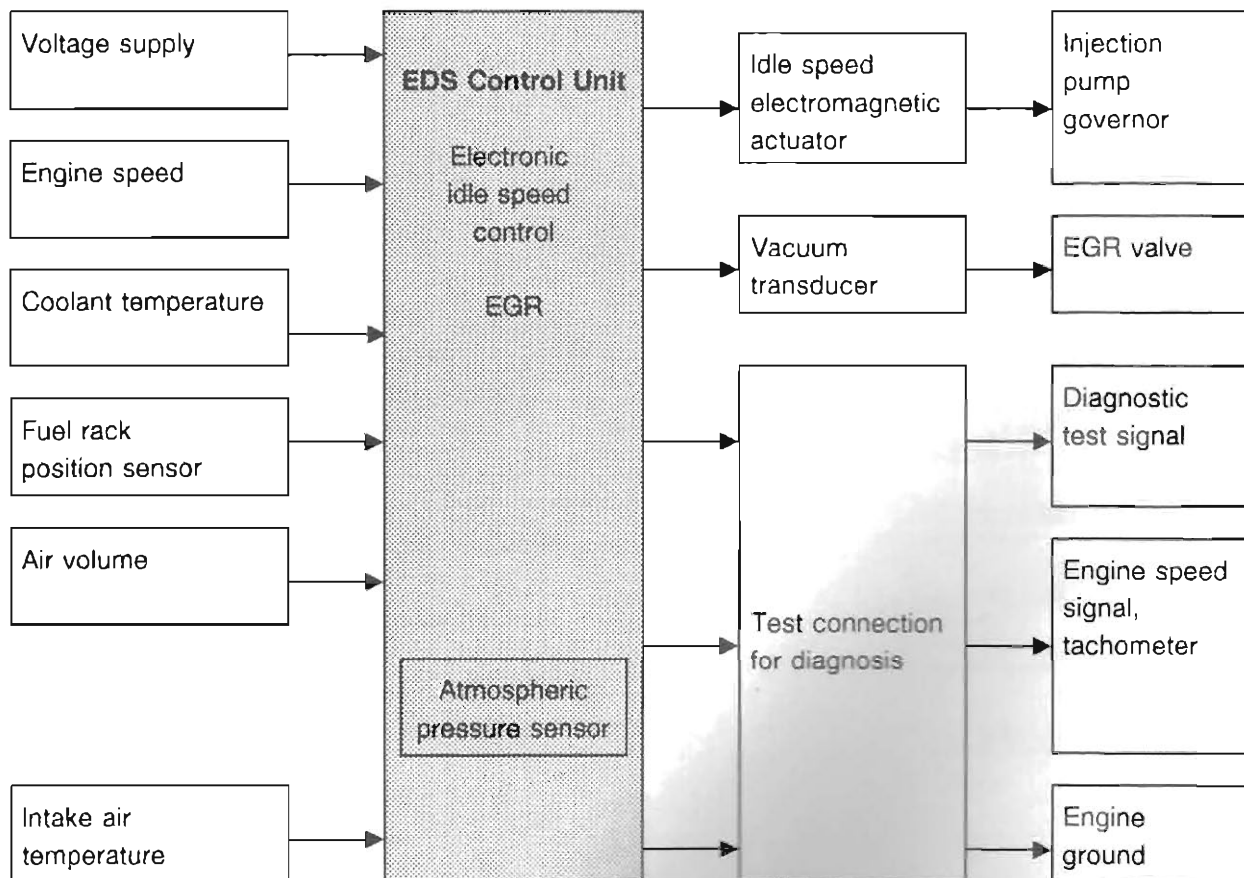 Voltage supply
Engine speed
Coolant temperature
Fuel rack
position sensor
Air volume
Intake air
temperature
EDS Control Unit
Electronic
idle speed
control
EGR
Atmospheric
pressure sensor
Idle speed
electromagnetic
actuator
Vacuum
transducer
Test connection
for diagnosis
Injection
pump
governor
EGR valve
Diagnostic
test signal
Engine speed
signal,
tachometer
Engine
ground